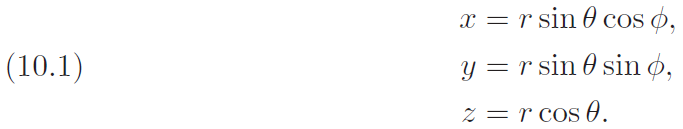 x = r sin θ cos ϕ,
(10.1) y = r sin θ sin ϕ,
z = r cos θ.